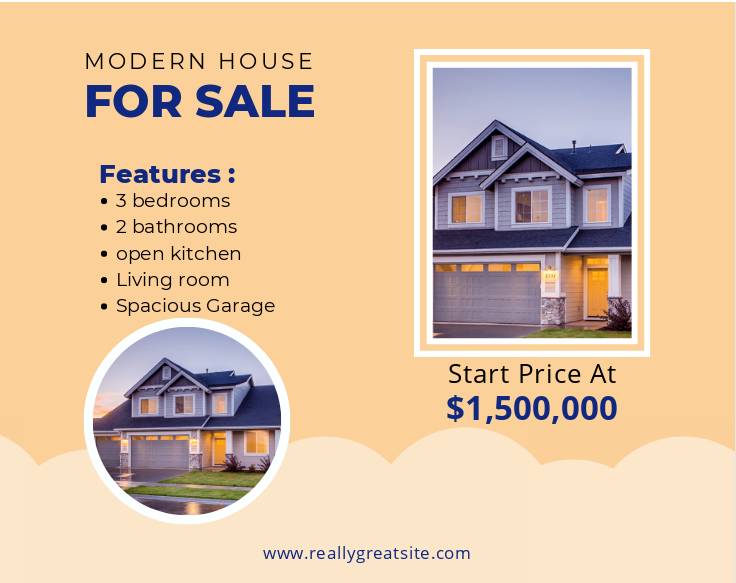 MODERN HOUSE
FOR SALE
Features :
• 3 bedrooms
• 2 bathrooms
• open kitchen
• Living room
• Spacious Garage
Start Price At
$1,500,000
www.reallygreatsite.com